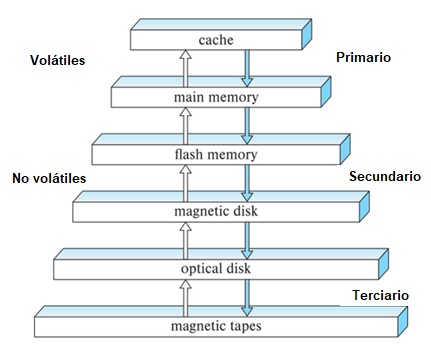 cache
Volátiles
Primario
main memory
flash memory
No volátiles
Secundario
magnetic disk
optical disk
Terciario
magnetic tapes